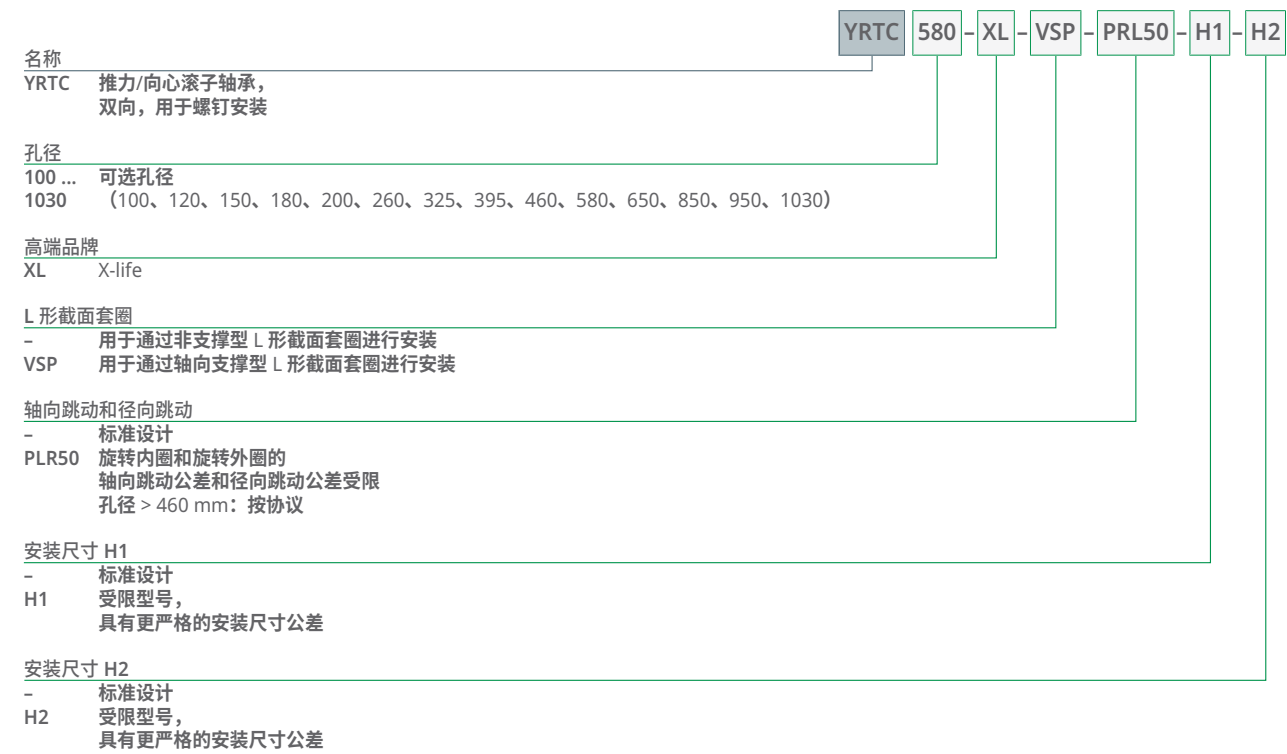 YRTC 580 – XL – VSP – PRL50 – H1 – H2
名称
YRTC 推力/向心滚子轴承，
双向，用于螺钉安装
孔径
100 ... 可选孔径
1030 （100、120、150、180、200、260、325、395、460、580、650、850、950、1030）
高端品牌
XL X-life
L 形截面套圈
– 用于通过非支撑型 L 形截面套圈进行安装
VSP 用于通过轴向支撑型 L 形截面套圈进行安装
轴向跳动和径向跳动
– 标准设计
PLR50 旋转内圈和旋转外圈的
轴向跳动公差和径向跳动公差受限
孔径 > 460 mm：按协议
安装尺寸 H1
– 标准设计
H1 受限型号，
具有更严格的安装尺寸公差
安装尺寸 H2
– 标准设计
H2 受限型号，
具有更严格的安装尺寸公差